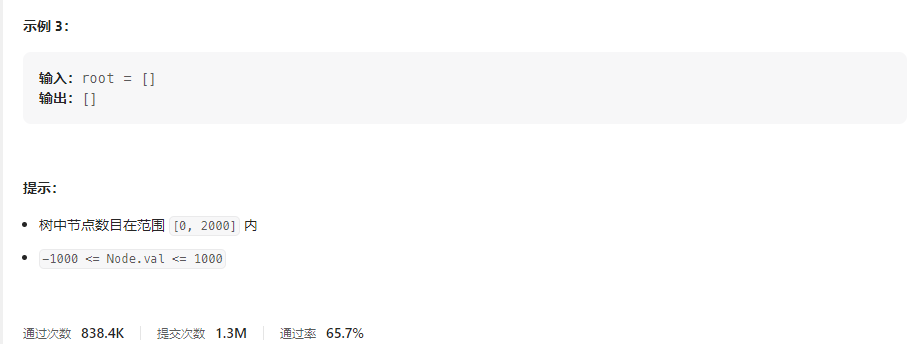 示例 3：
输入：root = []
输出：[]
提示：
树中节点数目在范围 [0, 2000] 内
-1000 <= Node.val <= 1000
通过次数 838.4K 提交次数 1.3M 通过率 65.7%